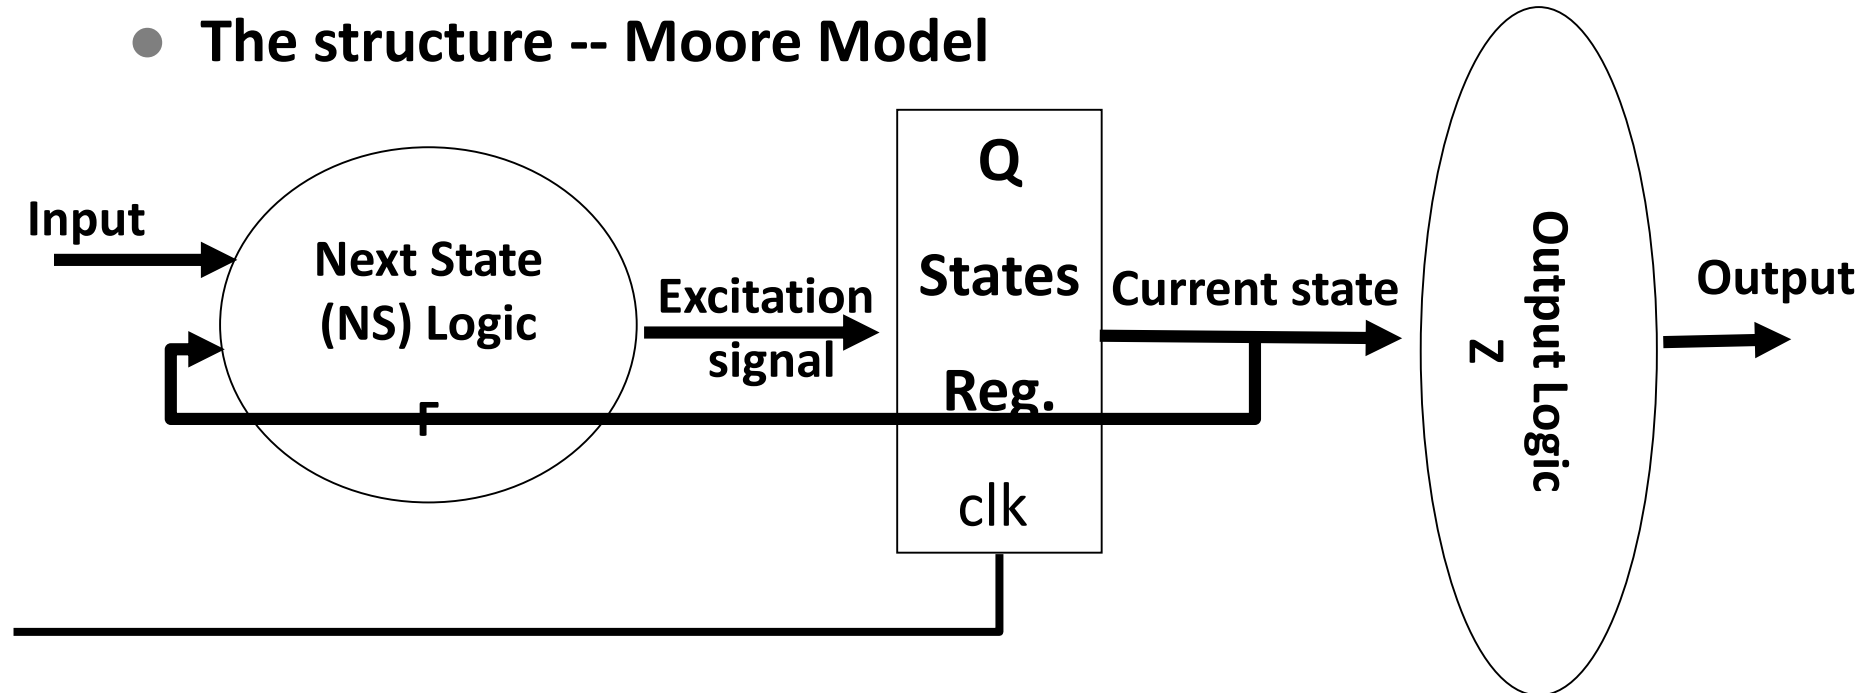 The structure -- Moore Model
Input
Next State
(NS) Logic
F
Excitation
signal
Q
States
Reg.
clk
Current state
Output Logic
Z
Output